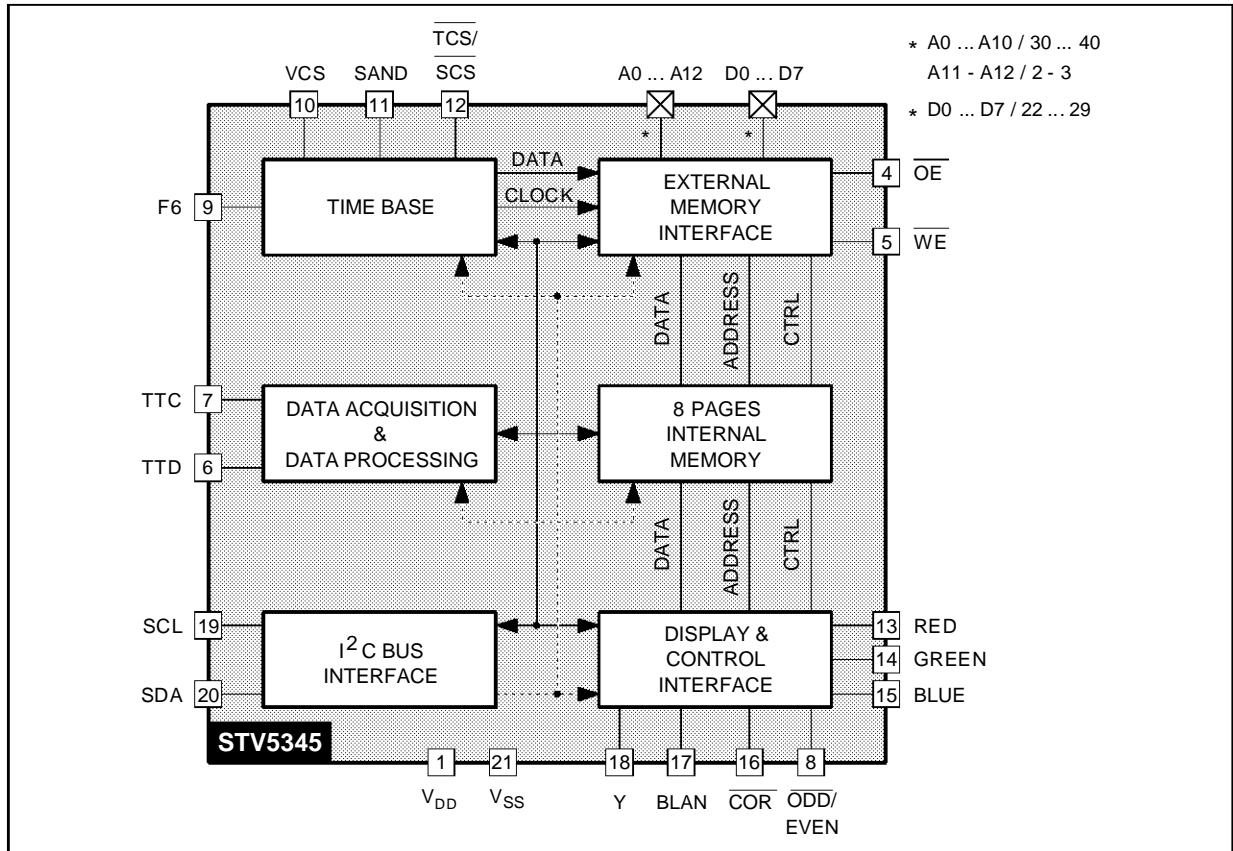 TCS/
SCS
VCS
SAND
A0 ... A12
D0 ... D7
* A0 ... A10 / 30 ... 40
A11 - A12 / 2 - 3
* D0 ... D7 / 22 ... 29
10
11
12
*
*
DATA
CLOCK
F6
9
TIME BASE
EXTERNAL
MEMORY
INTERFACE
4
OE
5
WE
DATA
ADDRESS
CTRL
TTC
7
TTD
6
DATA ACQUISITION
&
DATA PROCESSING
8 PAGES
INTERNAL
MEMORY
DATA
ADDRESS
CTRL
SCL
19
SDA
20
I2C BUS
INTERFACE
DISPLAY &
CONTROL
INTERFACE
13
RED
14
GREEN
15
BLUE
STV5345
1
21
18
17
16
8
VDD
VSS
Y
BLAN
COR
ODD/
EVEN